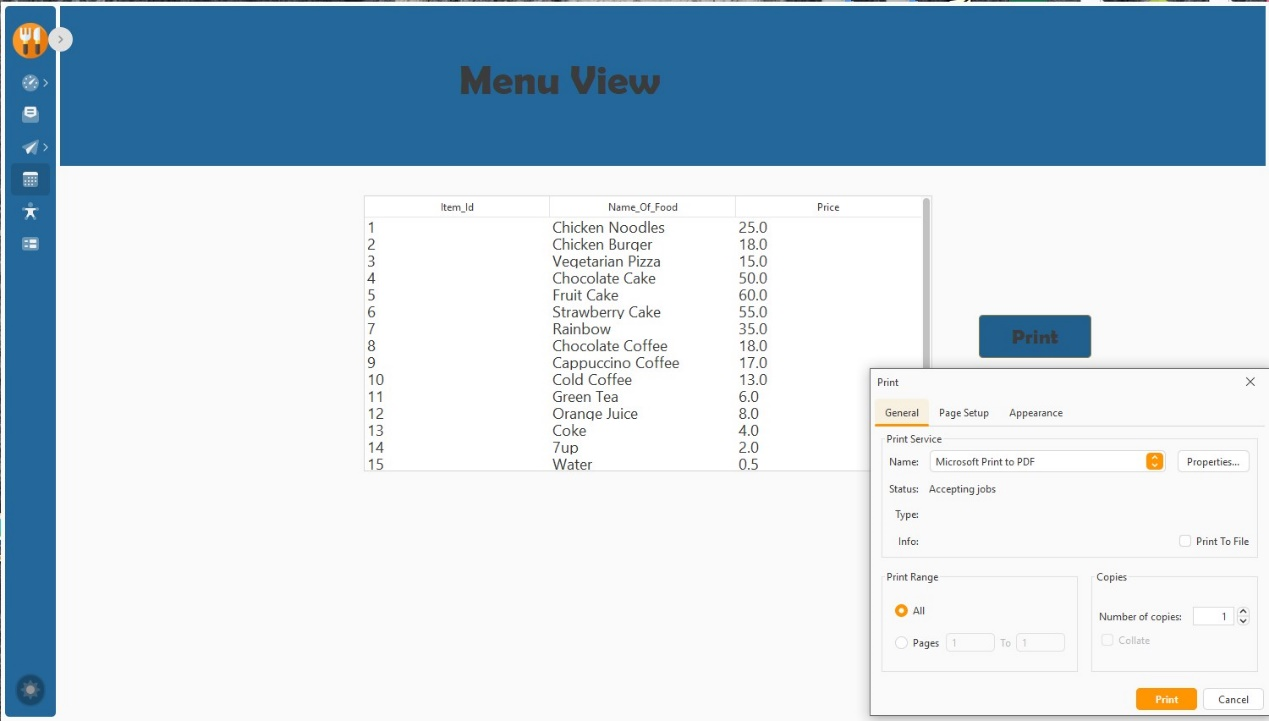 Menu View
Item_Id Name_Of_Food Price
1 Chicken Noodles 25.0
2 Chicken Burger 18.0
3 Vegetarian Pizza 15.0
4 Chocolate Cake 50.0
5 Fruit Cake 60.0
6 Strawberry Cake 55.0
7 Rainbow 35.0
8 Chocolate Coffee 18.0
9 Cappuccino Coffee 17.0
10 Cold Coffee 13.0
11 Green Tea 6.0
12 Orange Juice 8.0
13 Coke 4.0
14 7up 2.0
15 Water 0.5
Print
Print
General Page Setup Appearance
Print Service
Name: Microsoft Print to PDF Properties...
Status: Accepting jobs
Type:
Info: Print To File
Print Range
All
Pages 1 To 1
Copies
Number of copies: 1
Collate
Print Cancel